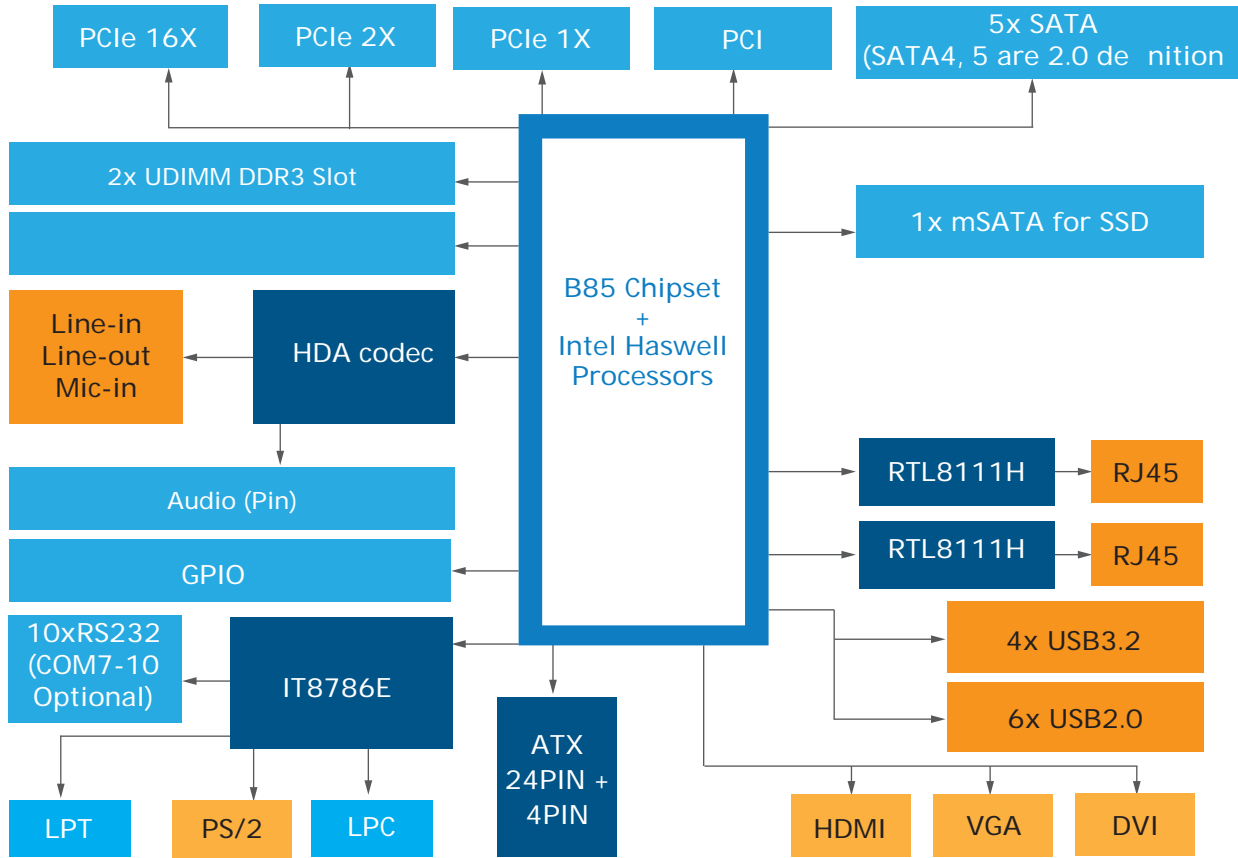 PCIe 16X
PCIe 2X
PCIe 1X
PCI
5x SATA
(SATA4, 5 are 2.0 de nition
2x UDIMM DDR3 Slot
1x mSATA for SSD
B85 Chipset
+
Intel Haswell
Processors
Line-in
Line-out
Mic-in
HDA codec
Audio (Pin)
GPIO
RTL8111H
RJ45
RTL8111H
RJ45
10xRS232
(COM7-10
Optional)
IT8786E
4x USB3.2
6x USB2.0
ATX
24PIN +
4PIN
LPT
PS/2
LPC
HDMI
VGA
DVI